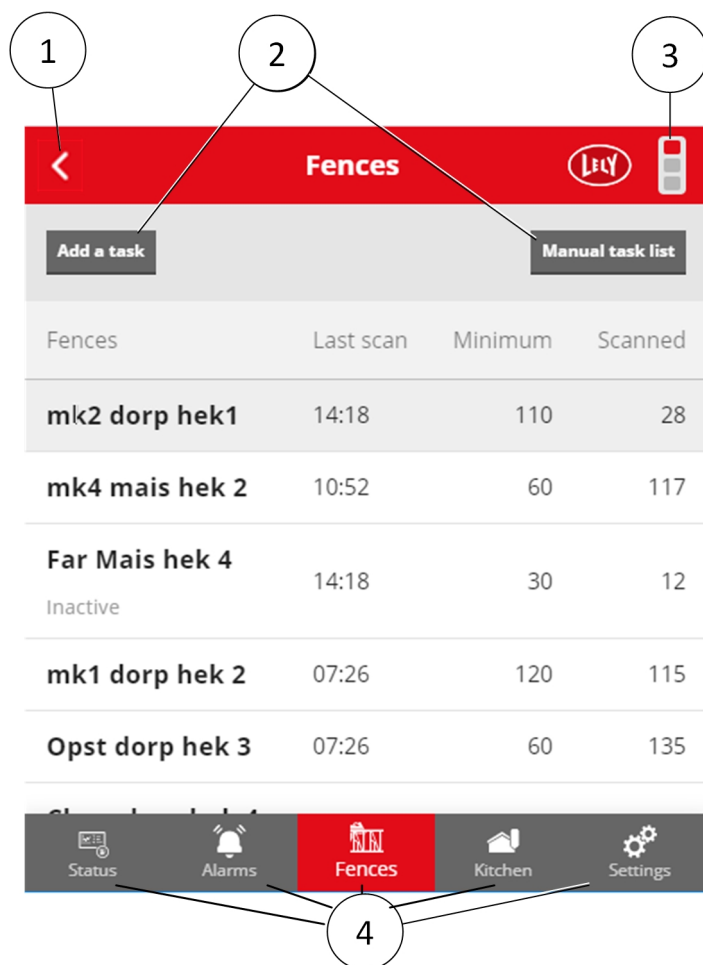 1 2 3
Fences LELY
Add a task Manual task list
Fences Last scan Minimum Scanned
mk2 dorp hek1 14:18 110 28
mk4 mais hek 2 10:52 60 117
Far Mais hek 4
14:18 30 12
Inactive
mk1 dorp hek 2 07:26 120 115
Opst dorp hek 3 07:26 60 135
Status Alarms Fences Kitchen Settings
4